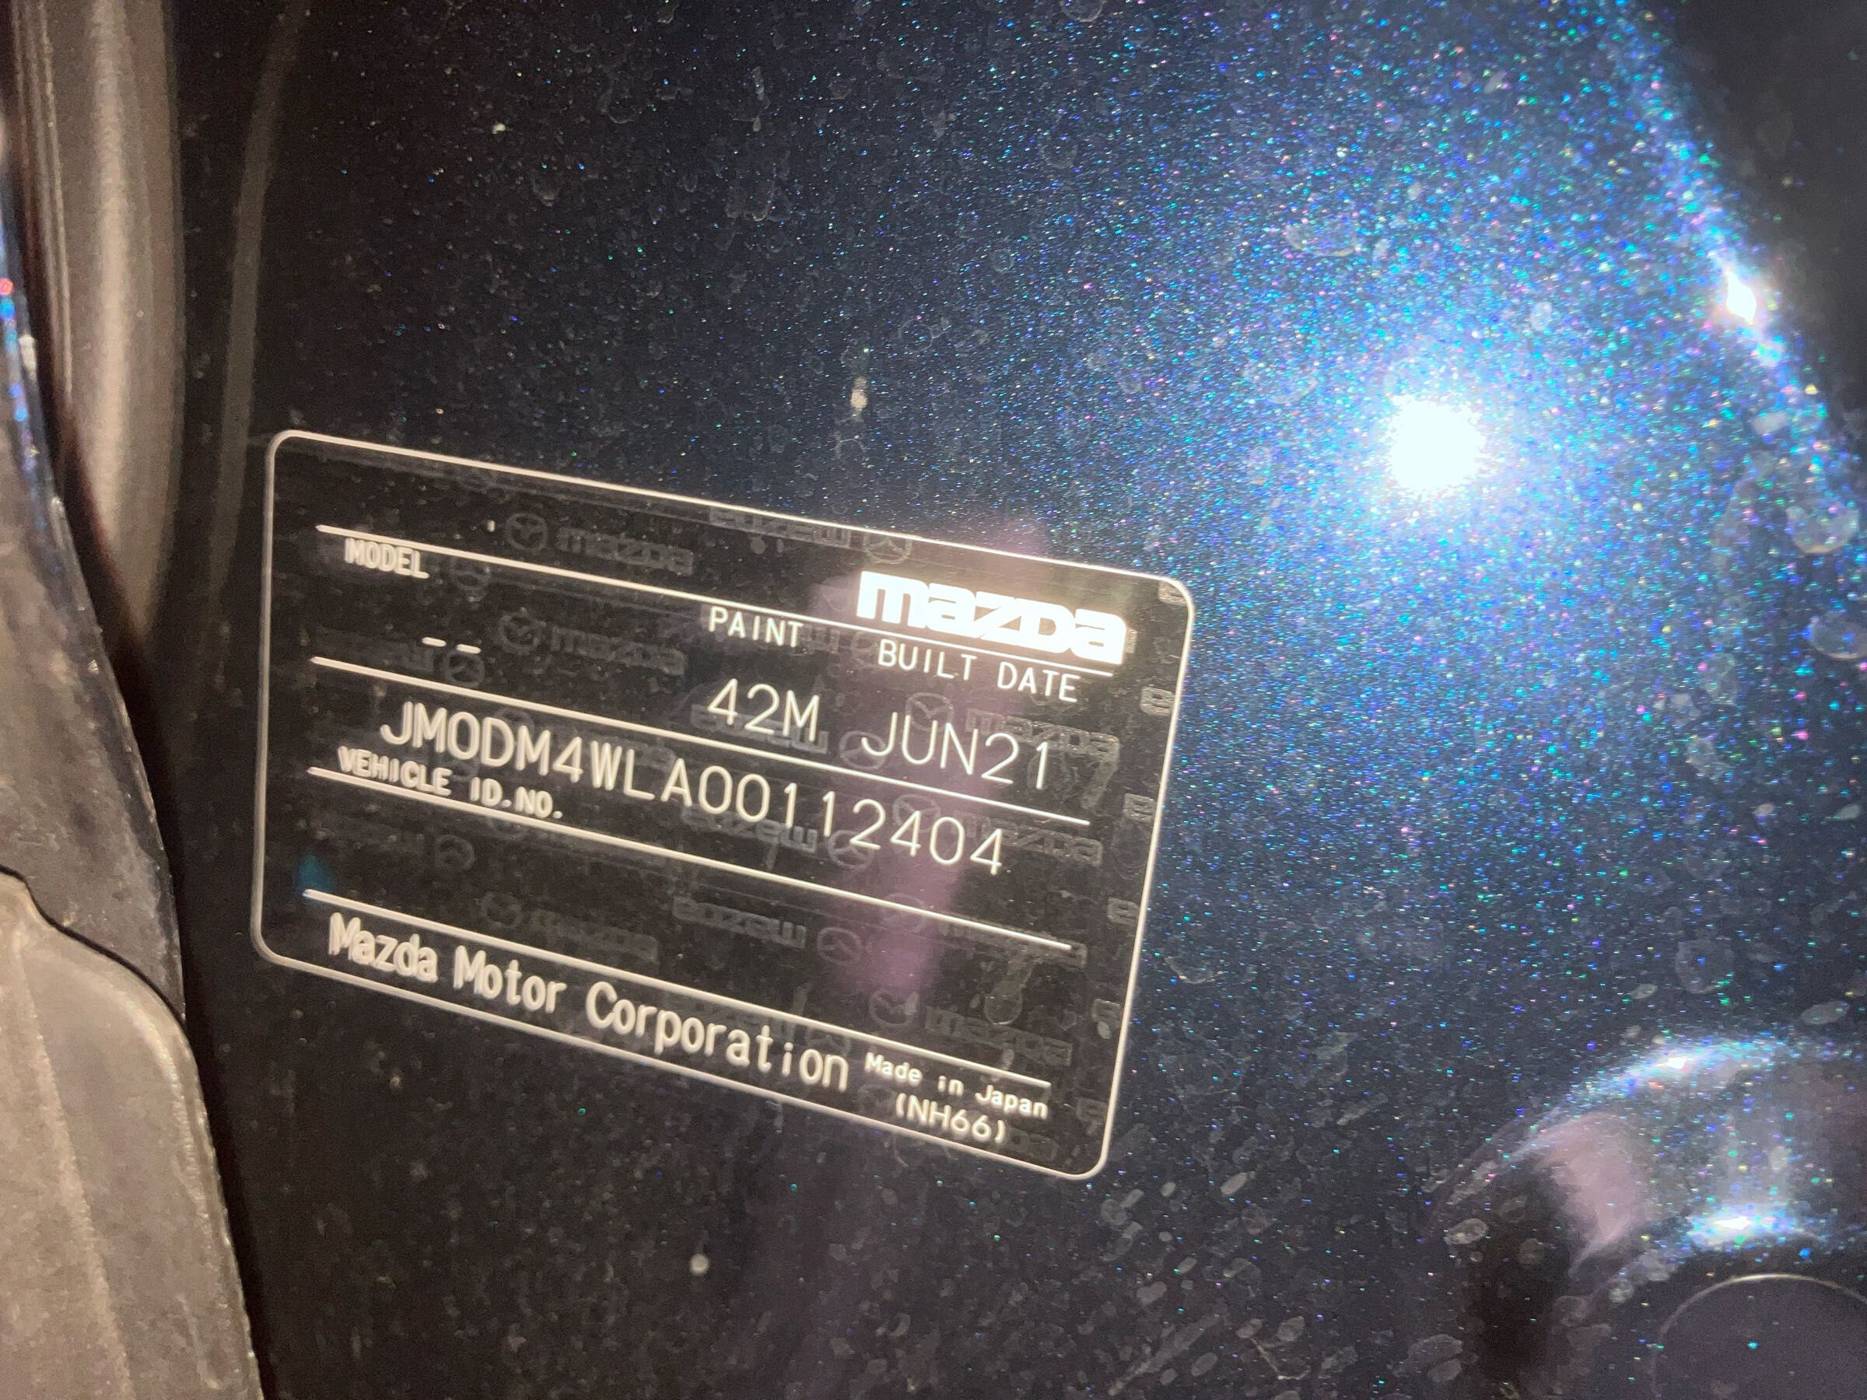 mazda
MODEL PAINT BUILT DATE
-- 42M JUN21
JM0DM4WLA00112404
VEHICLE ID.NO.
Mazda Motor Corporation Made in Japan
(NH66)